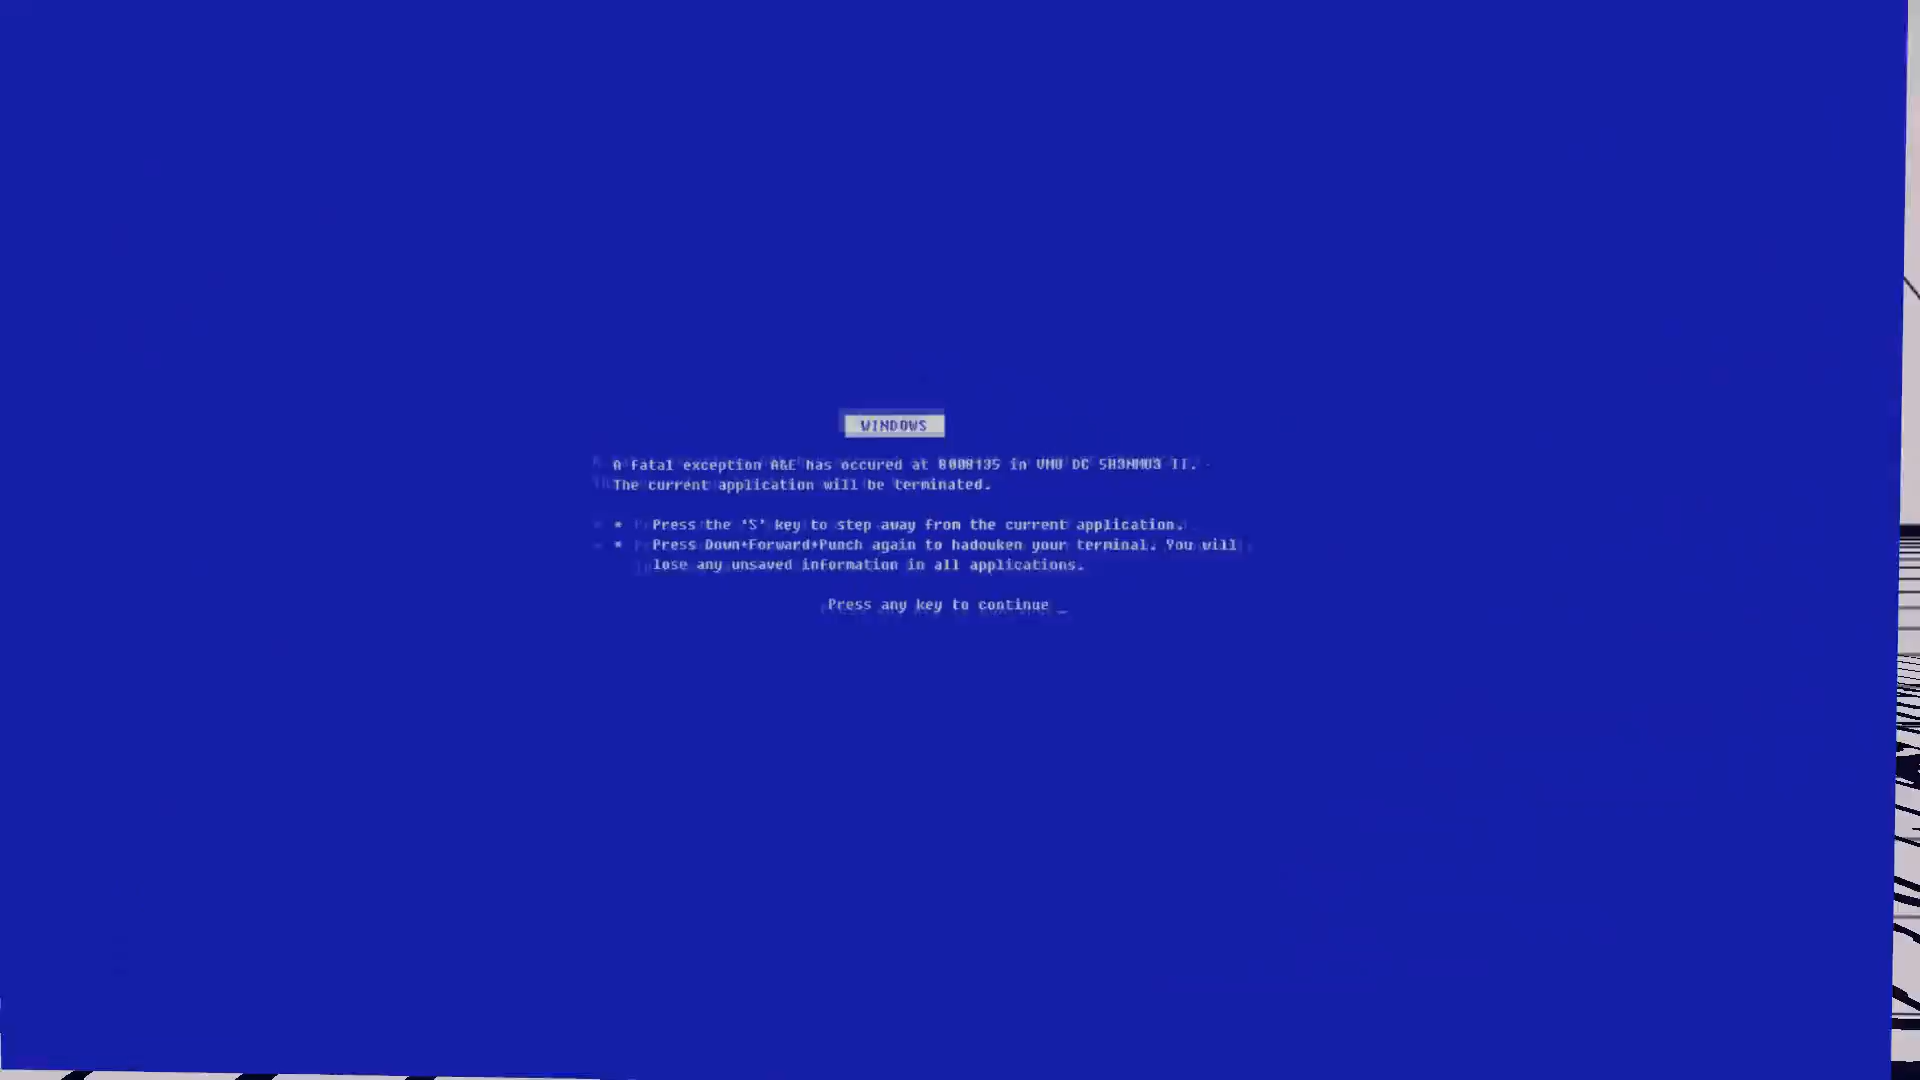 WINDOWS
A fatal exception A&E has occured at 8008135 in VMU DC SH3NMU3 II.
The current application will be terminated.
* Press the 'S' key to step away from the current application.
* Press Down+Forward+Punch again to hadouken your terminal. You will
lose any unsaved information in all applications.
Press any key to continue _